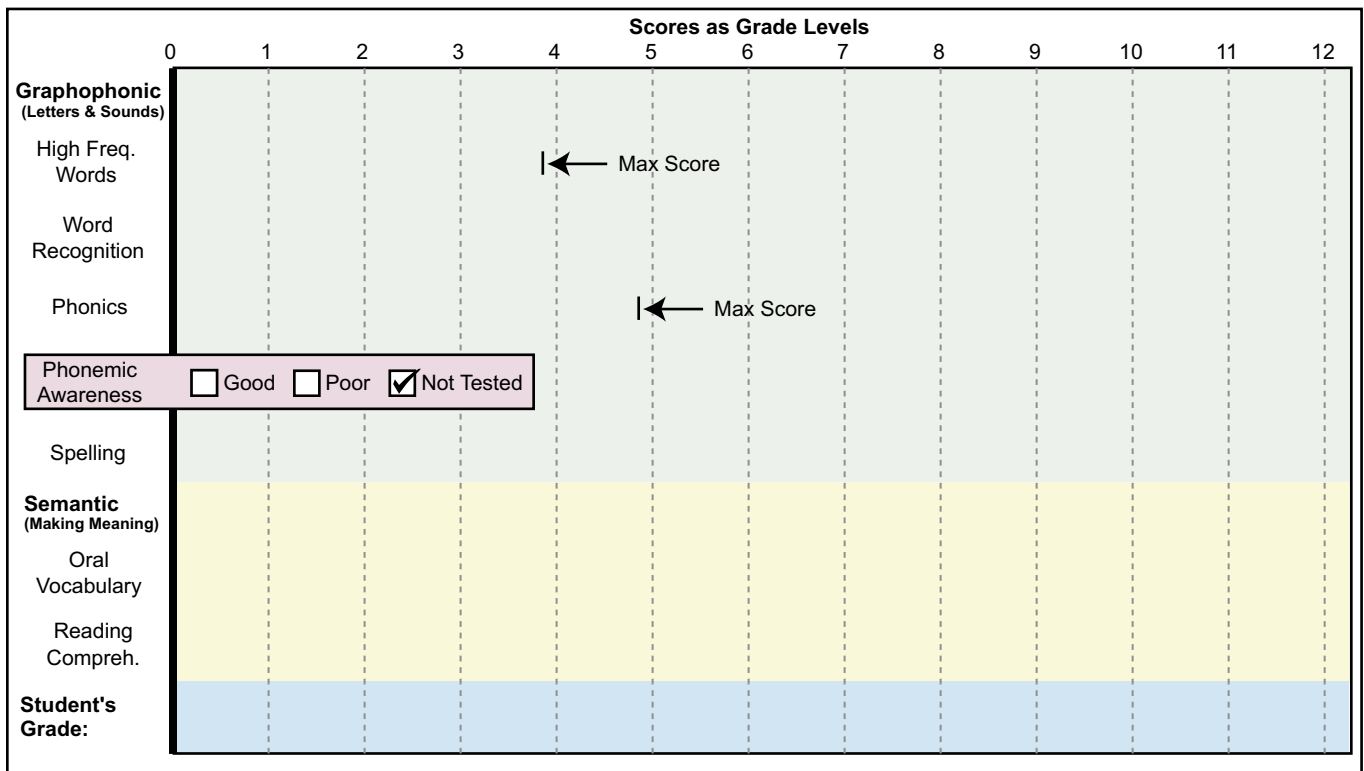 Scores as Grade Levels
0 1 2 3 4 5 6 7 8 9 10 11 12
Graphophonic
(Letters & Sounds)
High Freq.
Words
Max Score
Word
Recognition
Phonics
Max Score
Phonemic
Awareness
Good Poor Not Tested
Spelling
Semantic
(Making Meaning)
Oral
Vocabulary
Reading
Compreh.
Student's
Grade: